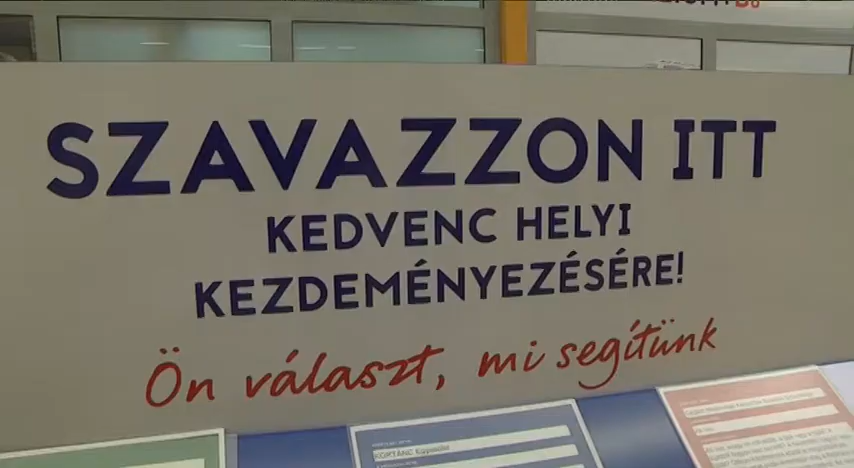 SZAVAZZON ITT
KEDVENC HELYI
KEZDEMÉNYEZÉSÉRE!
Ön választ, mi segítünk